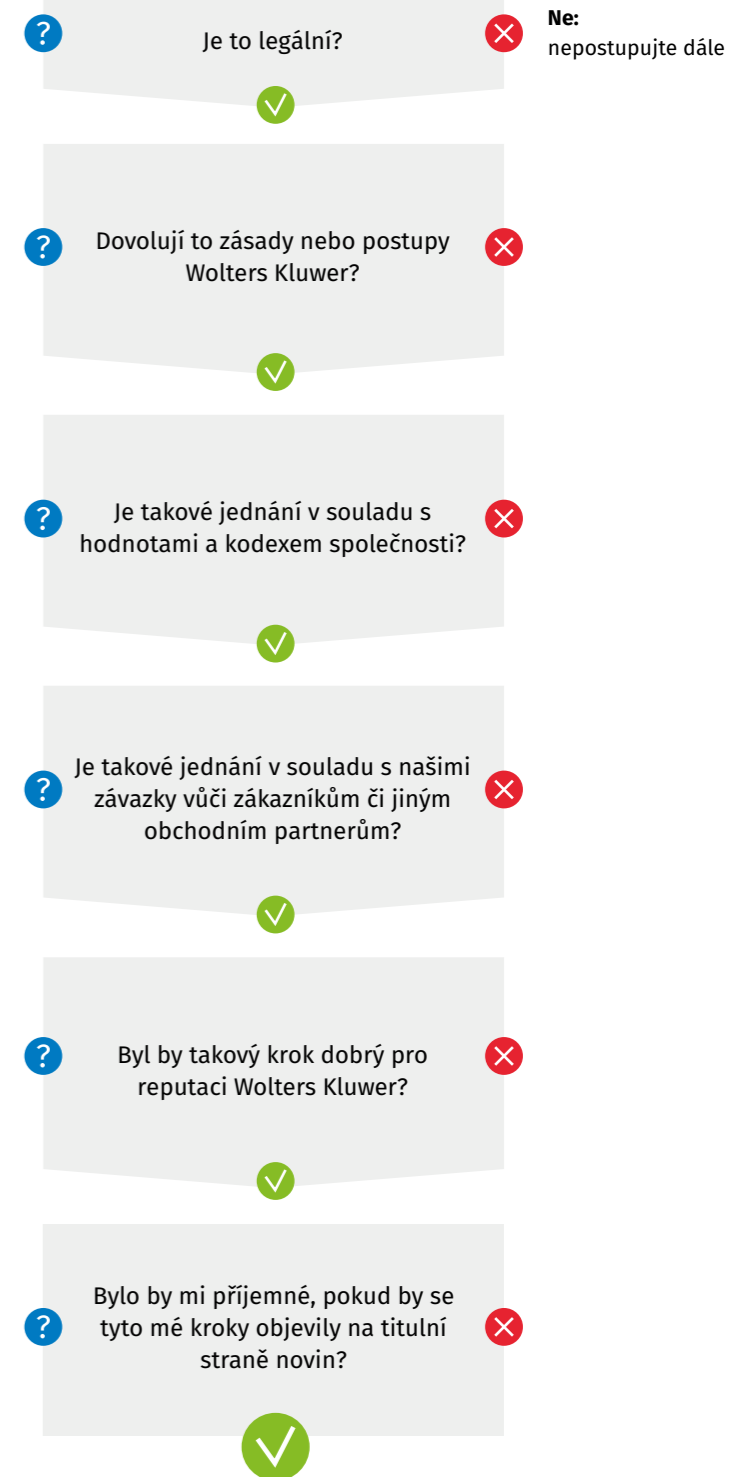 Je to legální?
Ne:
nepostupujte dále
Dovolují to zásady nebo postupy
Wolters Kluwer?
Je takové jednání v souladu s
hodnotami a kodexem společnosti?
Je takové jednání v souladu s našimi
závazky vůči zákazníkům či jiným
obchodním partnerům?
Byl by takový krok dobrý pro
reputaci Wolters Kluwer?
Bylo by mi příjemné, pokud by se
tyto mé kroky objevily na titulní
straně novin?